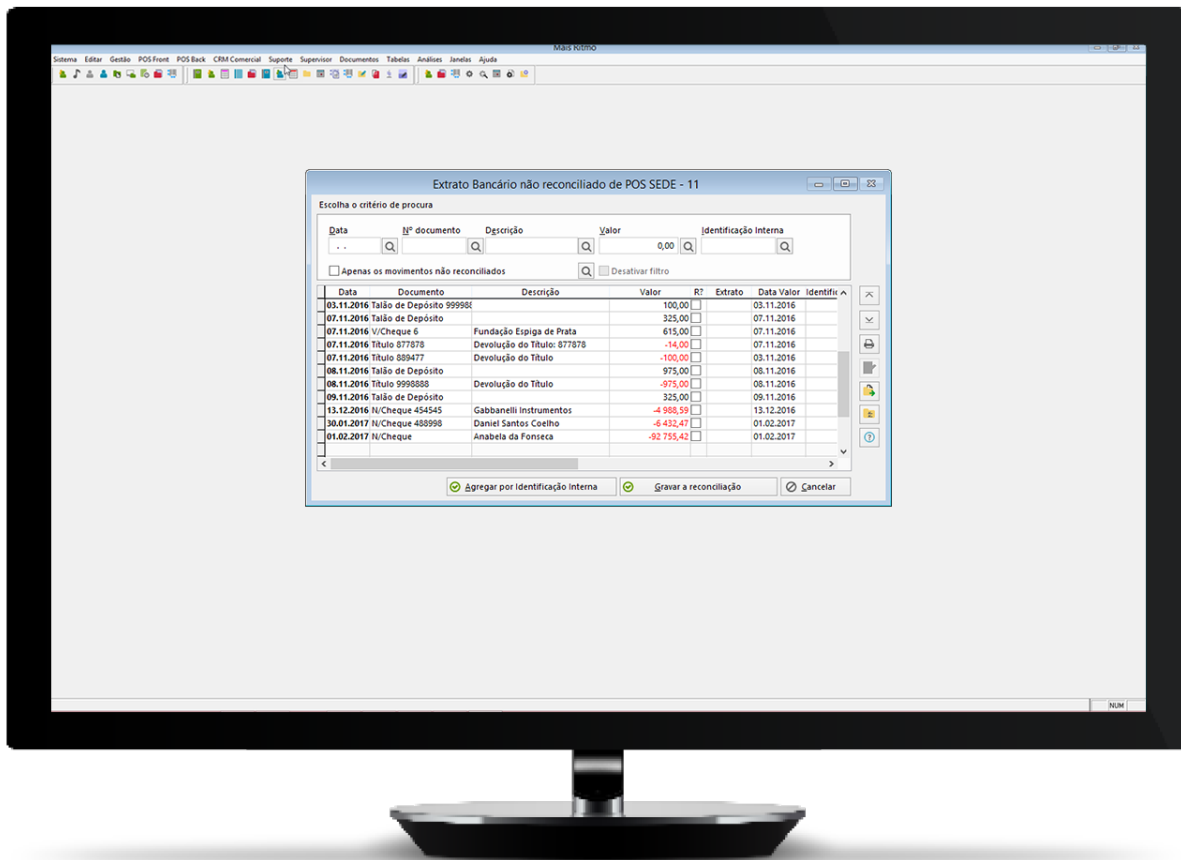 Mais Ritmo
Sistema Editar Gestão POS Front POS Back CRM Comercial Suporte Supervisor Documentos Tabelas Análises Janelas Ajuda
Extrato Bancário não reconciliado de POS SEDE - 11
Escolha o critério de procura
Data Nº documento Descrição Valor Identificação Interna
. . 0,00
Apenas os movimentos não reconciliados Desativar filtro
Data Documento Descrição Valor R? Extrato Data Valor Identific
03.11.2016 Talão de Depósito 999988 100,00 03.11.2016
07.11.2016 Talão de Depósito 325,00 07.11.2016
07.11.2016 V/Cheque 6 Fundação Espiga de Prata 615,00 07.11.2016
07.11.2016 Título 877878 Devolução do Título: 877878 -14,00 07.11.2016
07.11.2016 Título 889477 Devolução do Título -100,00 03.11.2016
08.11.2016 Talão de Depósito 975,00 08.11.2016
08.11.2016 Título 9998888 Devolução do Título -975,00 08.11.2016
09.11.2016 Talão de Depósito 325,00 09.11.2016
13.12.2016 N/Cheque 454545 Gabbanelli Instrumentos -4 988,59 13.12.2016
30.01.2017 N/Cheque 488998 Daniel Santos Coelho -6 432,47 01.02.2017
01.02.2017 N/Cheque Anabela da Fonseca -92 755,42 01.02.2017
Agregar por Identificação Interna Gravar a reconciliação Cancelar
NUM